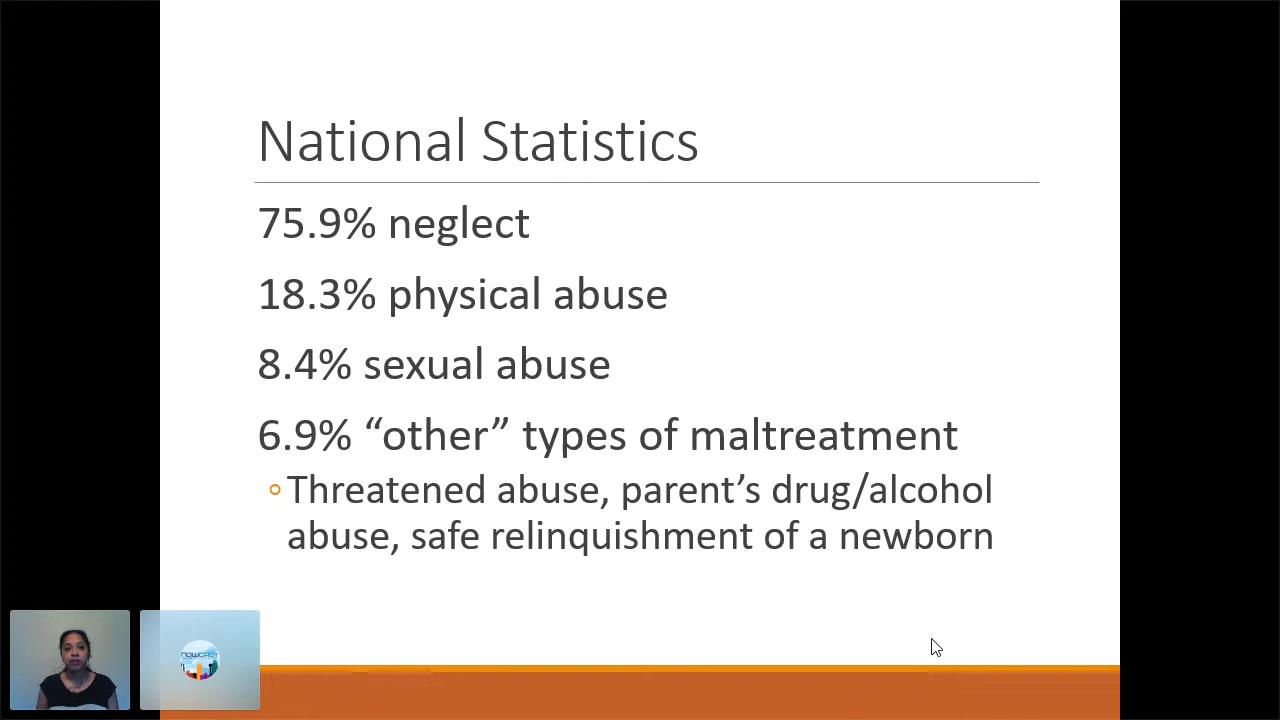 National Statistics
75.9% neglect
18.3% physical abuse
8.4% sexual abuse
6.9% “other” types of maltreatment
Threatened abuse, parent’s drug/alcohol
abuse, safe relinquishment of a newborn